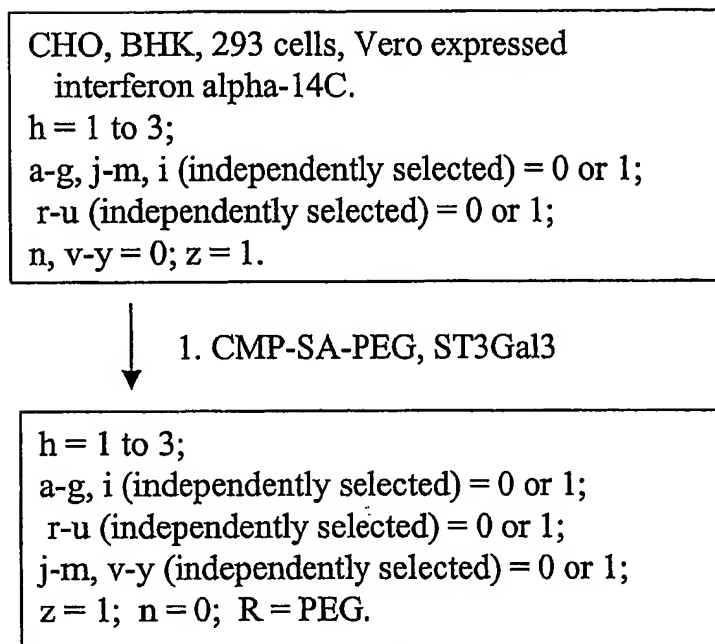 CHO, BHK, 293 cells, Vero expressed
interferon alpha-14C.
h = 1 to 3;
a-g, j-m, i (independently selected) = 0 or 1;
r-u (independently selected) = 0 or 1;
n, v-y = 0; z = 1.
1. CMP-SA-PEG, ST3Gal3
h = 1 to 3;
a-g, i (independently selected) = 0 or 1;
r-u (independently selected) = 0 or 1;
j-m, v-y (independently selected) = 0 or 1;
z = 1; n = 0; R = PEG.